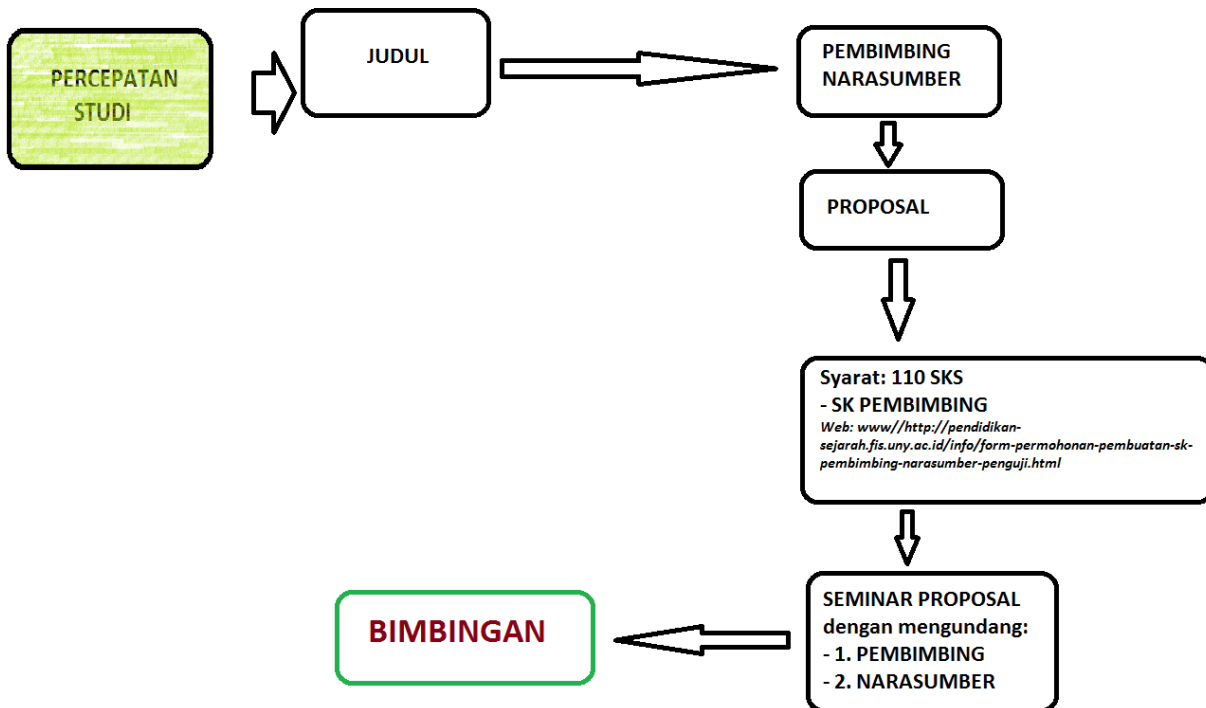 PERCEPATAN
STUDI
JUDUL
PEMBIMBING
NARASUMBER
PROPOSAL
Syarat: 110 SKS
- SK PEMBIMBING
Web: www//http://pendidikan-
sejarah.fis.uny.ac.id/info/form-permohonan-pembuatan-sk-
pembimbing-narasumber-penguji.html
SEMINAR PROPOSAL
dengan mengundang:
- 1. PEMBIMBING
- 2. NARASUMBER
BIMBINGAN